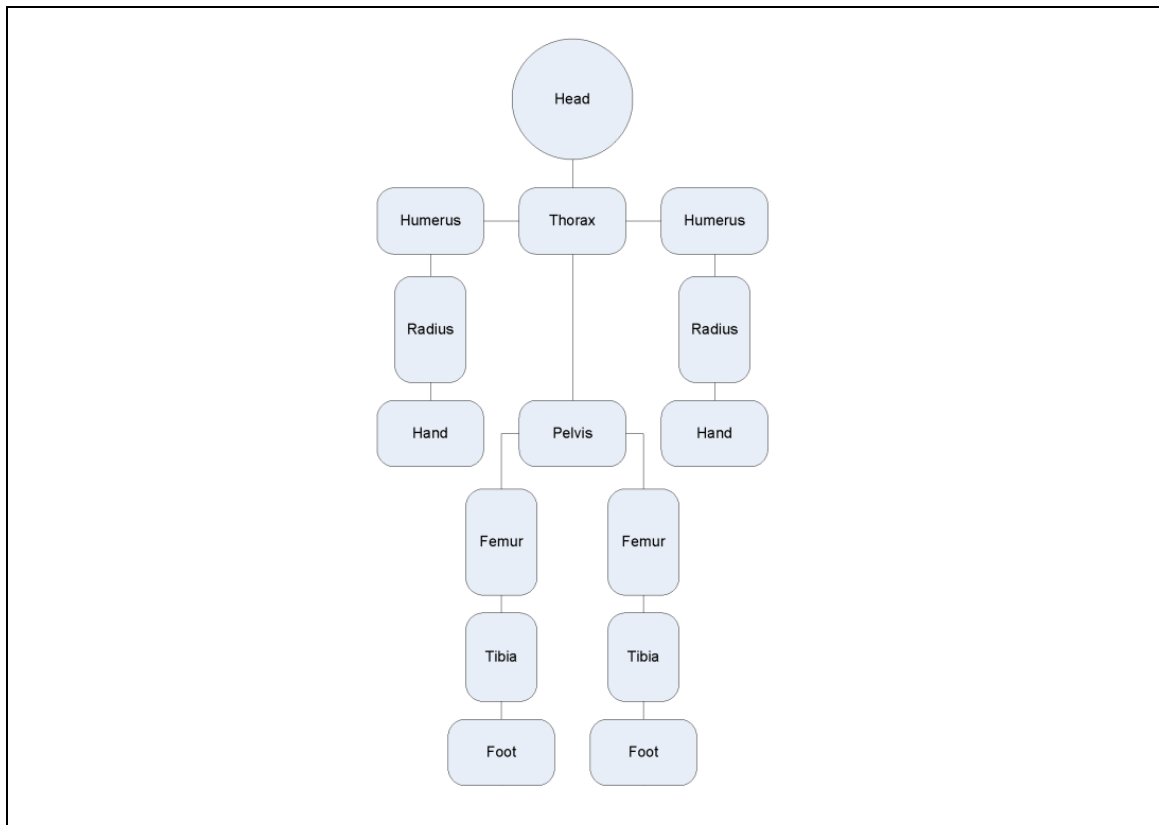 Head
Humerus Thorax Humerus
Radius Radius
Hand Pelvis Hand
Femur Femur
Tibia Tibia
Foot Foot